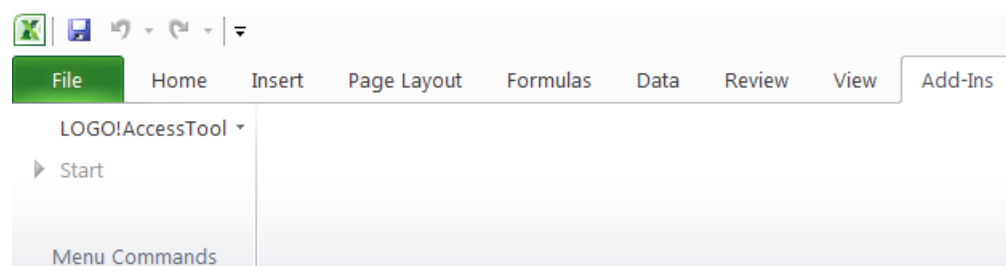 File Home Insert Page Layout Formulas Data Review View Add-Ins
LOGO!AccessTool
Start
Menu Commands